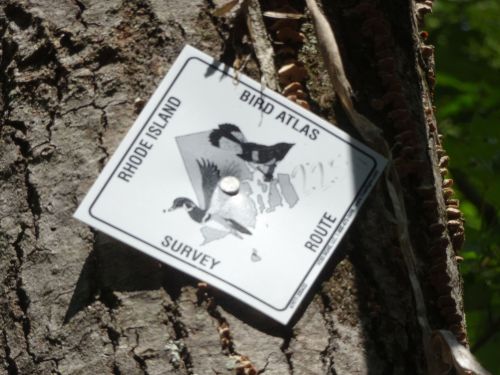 RHODE ISLAND
BIRD ATLAS
SURVEY
ROUTE